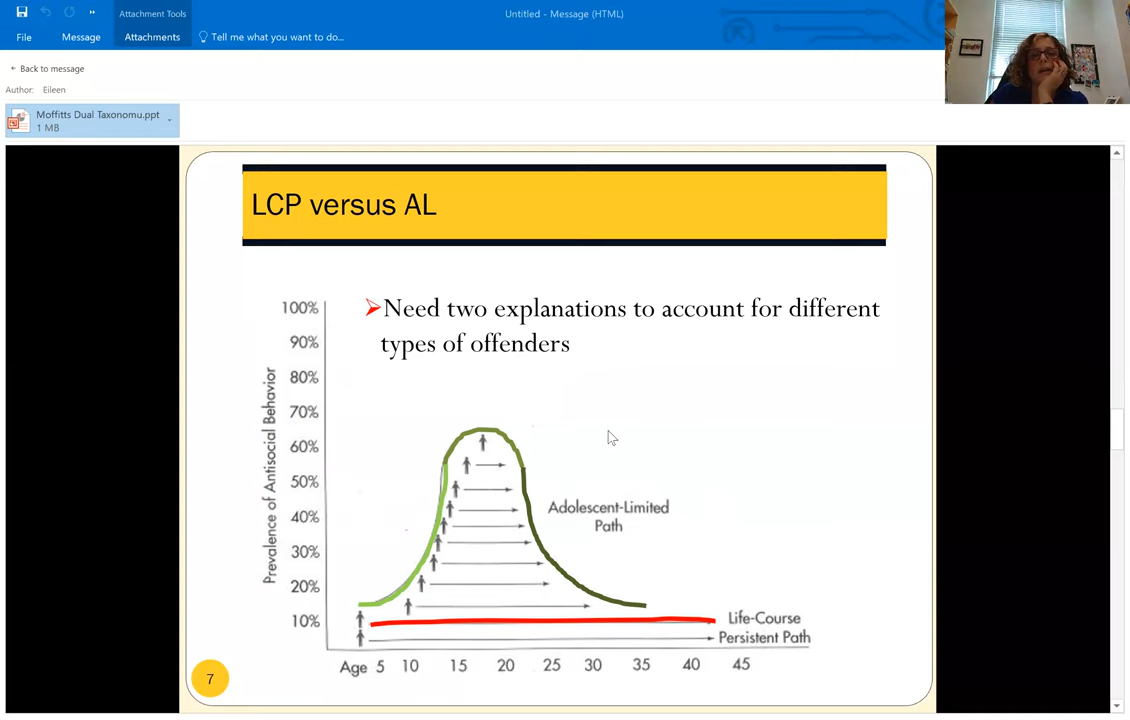 Attachment Tools
Untitled - Message (HTML)
File Message Attachments Tell me what you want to do...
Back to message
Author: Eileen
Moffitts Dual Taxonomu.ppt
1 MB
LCP versus AL
Need two explanations to account for different
types of offenders
Prevalence of Antisocial Behavior
100%
90%
80%
70%
60%
50%
40%
30%
20%
10%
Adolescent-Limited
Path
Life-Course
Persistent Path
Age 5 10 15 20 25 30 35 40 45
7